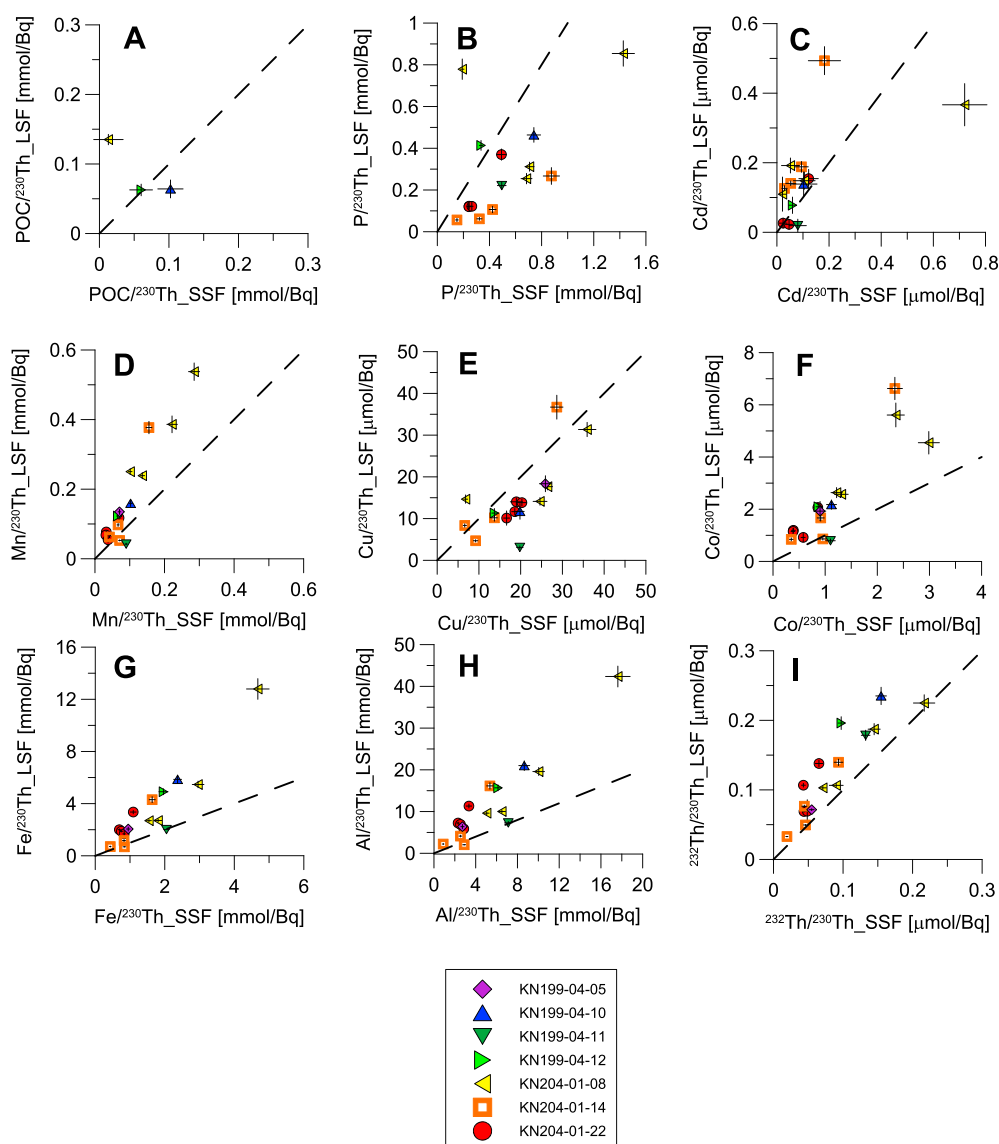 A
POC/²³⁰Th_LSF [mmol/Bq]
0.3
0.2
0.1
0
0 0.1 0.2 0.3
POC/²³⁰Th_SSF [mmol/Bq]
B
P/²³⁰Th_LSF [mmol/Bq]
1
0.8
0.6
0.4
0.2
0
0 0.4 0.8 1.2 1.6
P/²³⁰Th_SSF [mmol/Bq]
C
Cd/²³⁰Th_LSF [μmol/Bq]
0.6
0.4
0.2
0
0 0.2 0.4 0.6 0.8
Cd/²³⁰Th_SSF [μmol/Bq]
D
Mn/²³⁰Th_LSF [mmol/Bq]
0.6
0.4
0.2
0
0 0.2 0.4 0.6
Mn/²³⁰Th_SSF [mmol/Bq]
E
Cu/²³⁰Th_LSF [μmol/Bq]
50
40
30
20
10
0
0 10 20 30 40 50
Cu/²³⁰Th_SSF [μmol/Bq]
F
Co/²³⁰Th_LSF [μmol/Bq]
8
6
4
2
0
0 1 2 3 4
Co/²³⁰Th_SSF [μmol/Bq]
G
Fe/²³⁰Th_LSF [mmol/Bq]
16
12
8
4
0
0 2 4 6
Fe/²³⁰Th_SSF [mmol/Bq]
H
Al/²³⁰Th_LSF [mmol/Bq]
50
40
30
20
10
0
0 4 8 12 16 20
Al/²³⁰Th_SSF [mmol/Bq]
I
²³²Th/²³⁰Th_LSF [μmol/Bq]
0.3
0.2
0.1
0
0 0.1 0.2 0.3
²³²Th/²³⁰Th_SSF [μmol/Bq]
KN199-04-05
KN199-04-10
KN199-04-11
KN199-04-12
KN204-01-08
KN204-01-14
KN204-01-22